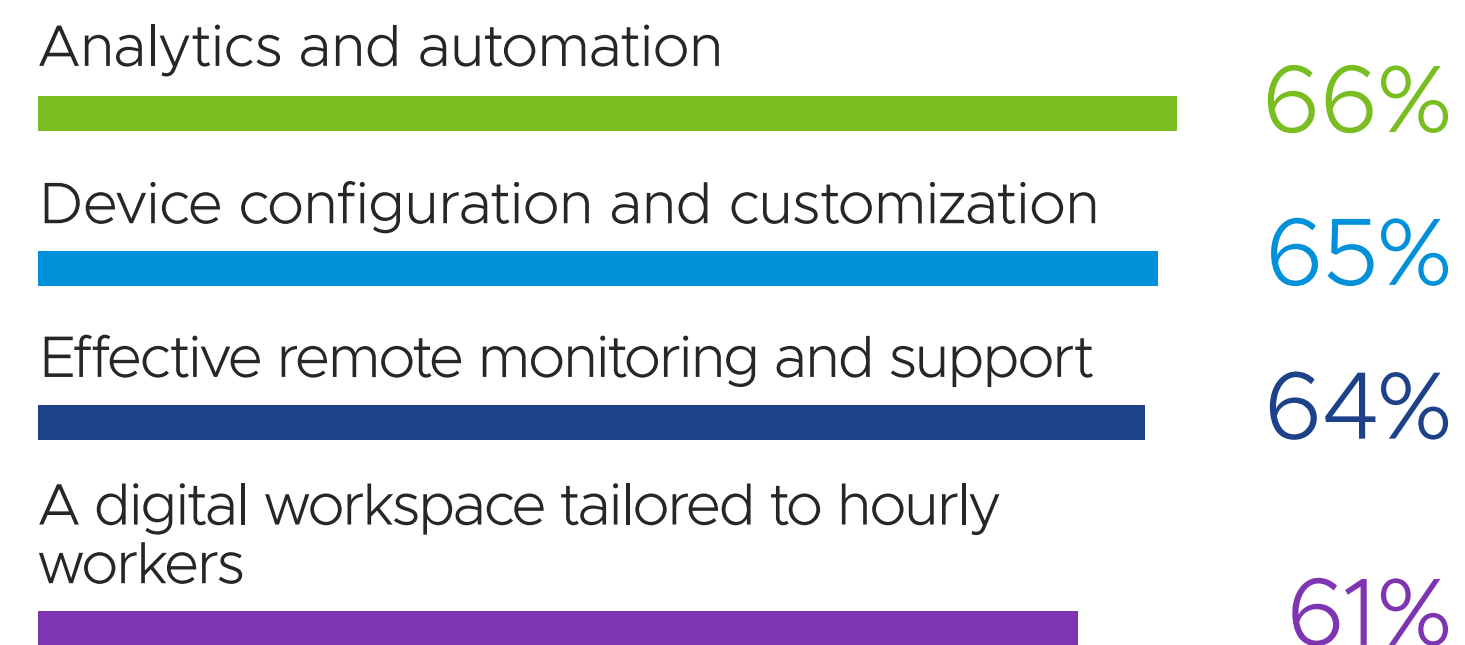 Analytics and automation
66%
Device configuration and customization
65%
Effective remote monitoring and support
64%
A digital workspace tailored to hourly
workers
61%